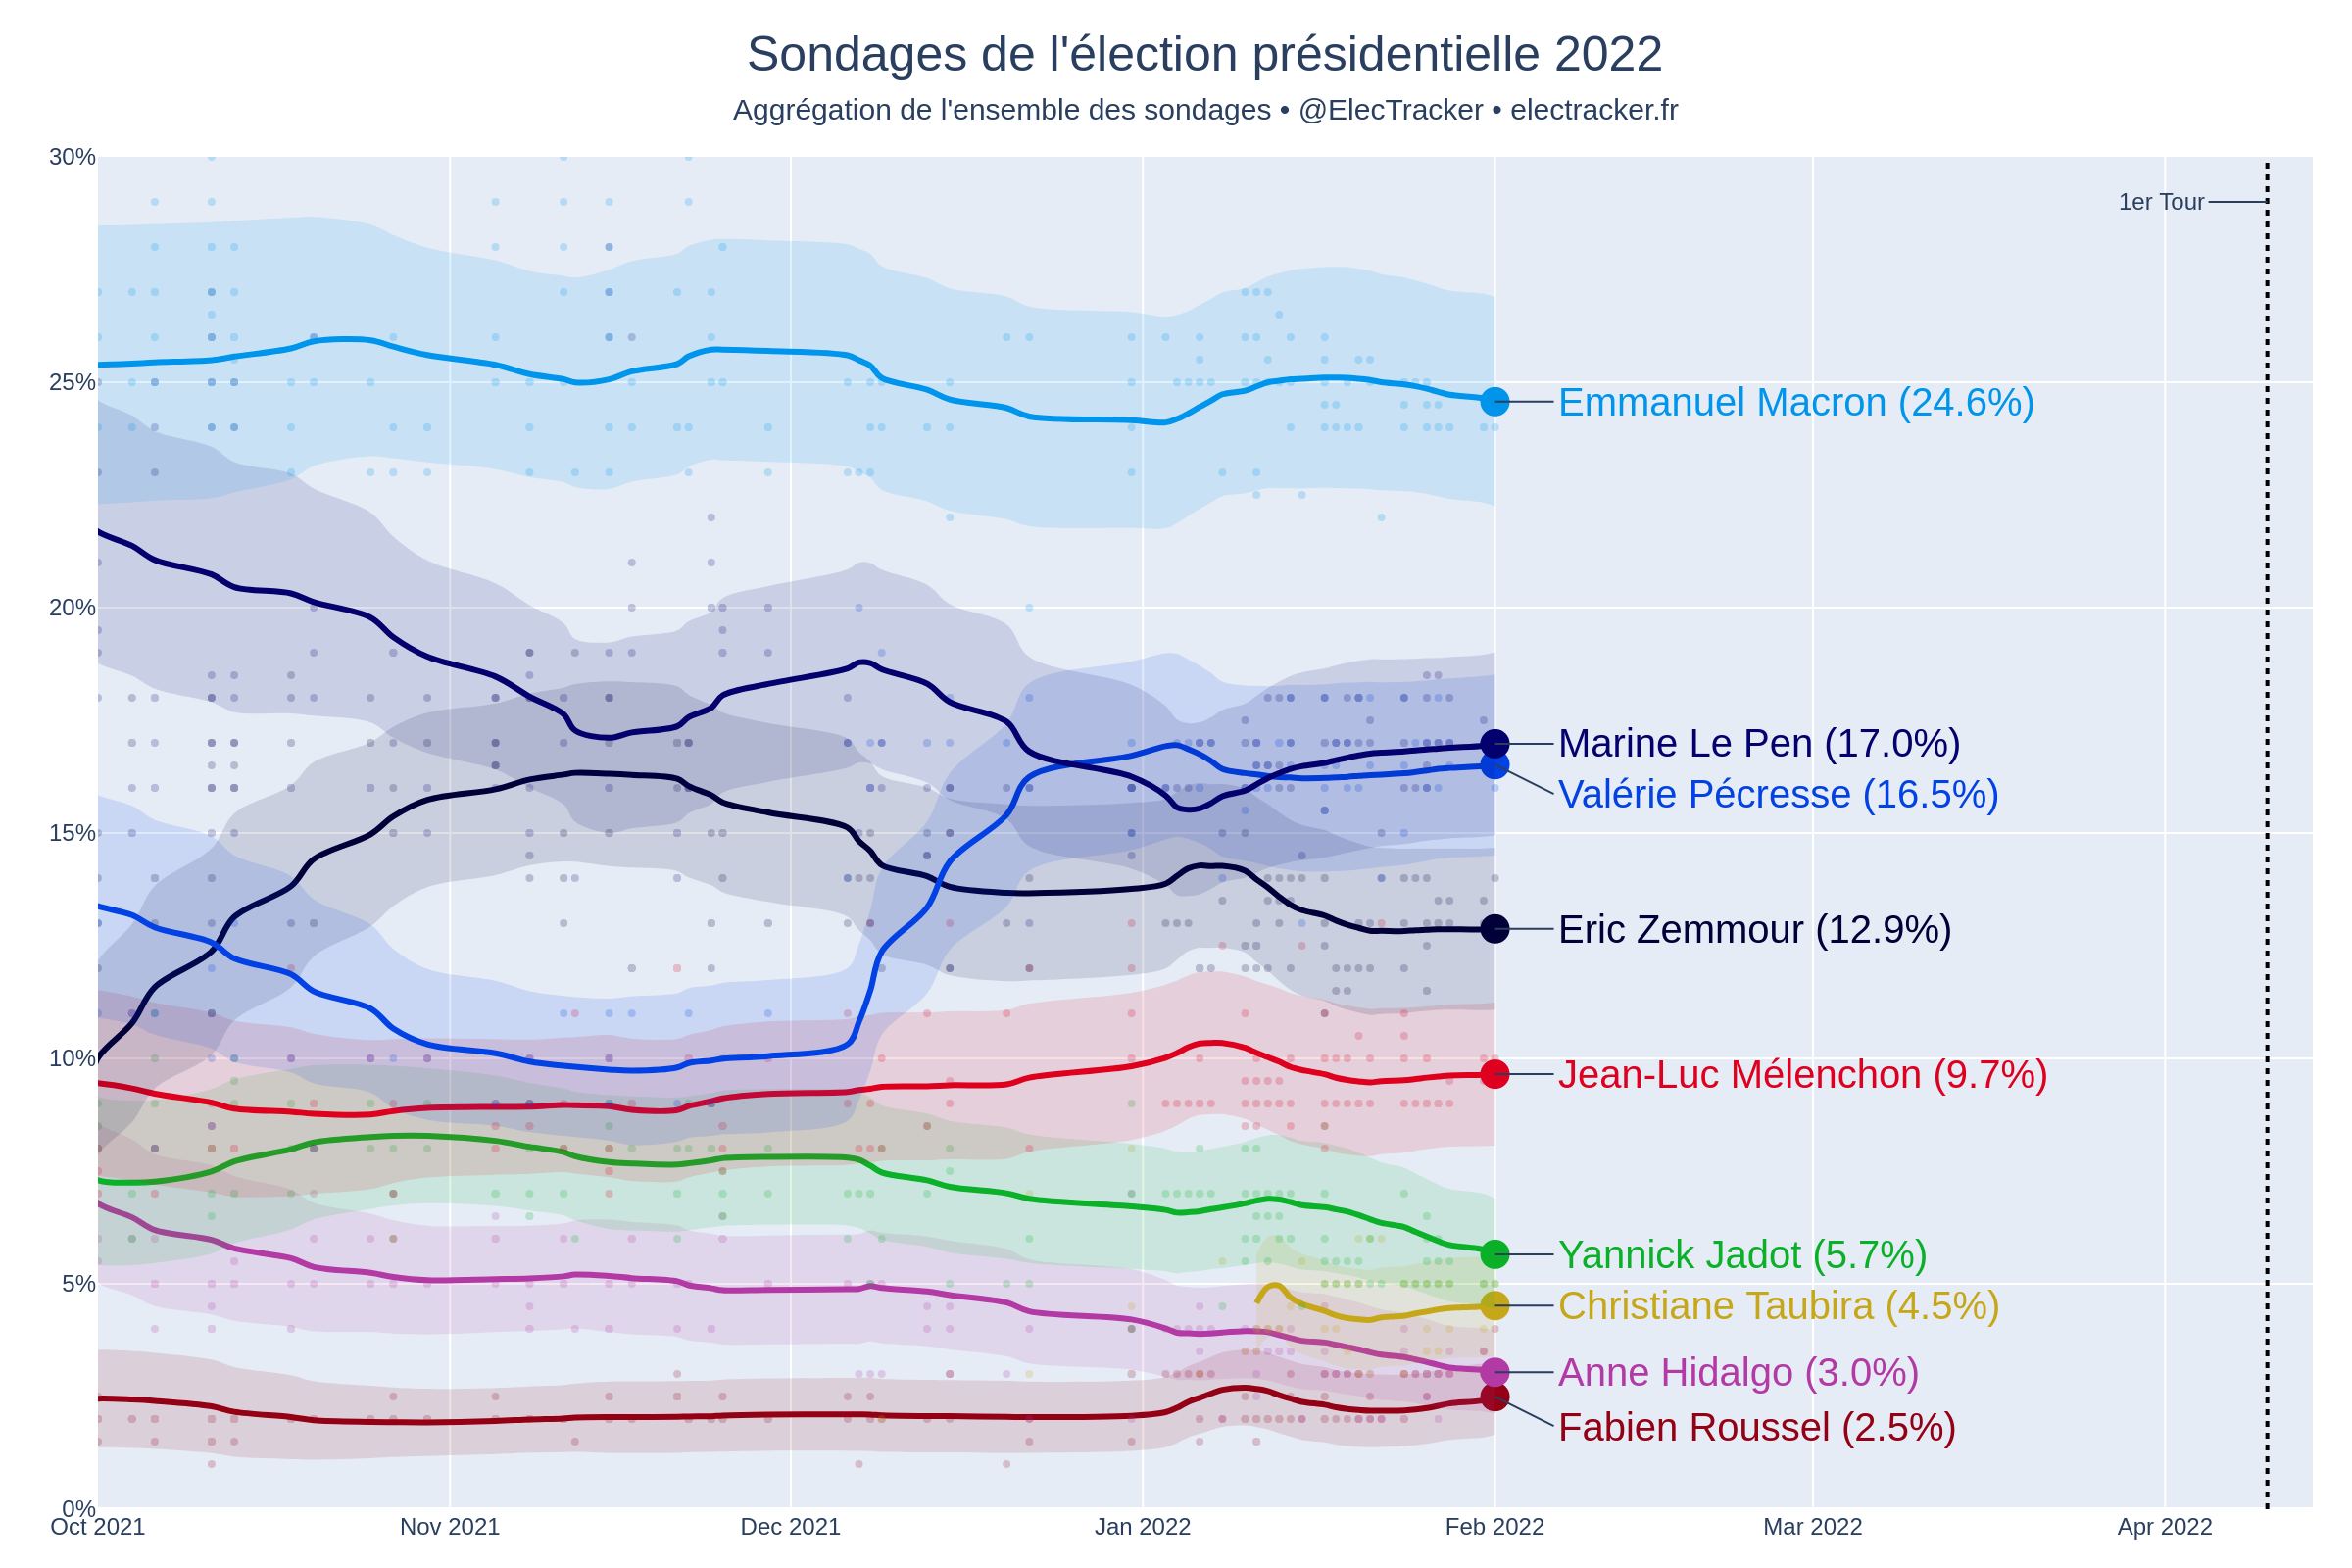 Sondages de l'élection présidentielle 2022
Aggrégation de l'ensemble des sondages • @ElecTracker • electracker.fr
30%
1er Tour
25%
Emmanuel Macron (24.6%)
20%
Marine Le Pen (17.0%)
Valérie Pécresse (16.5%)
15%
Eric Zemmour (12.9%)
10%
Jean-Luc Mélenchon (9.7%)
Yannick Jadot (5.7%)
5%
Christiane Taubira (4.5%)
Anne Hidalgo (3.0%)
Fabien Roussel (2.5%)
0%
Oct 2021 Nov 2021 Dec 2021 Jan 2022 Feb 2022 Mar 2022 Apr 2022